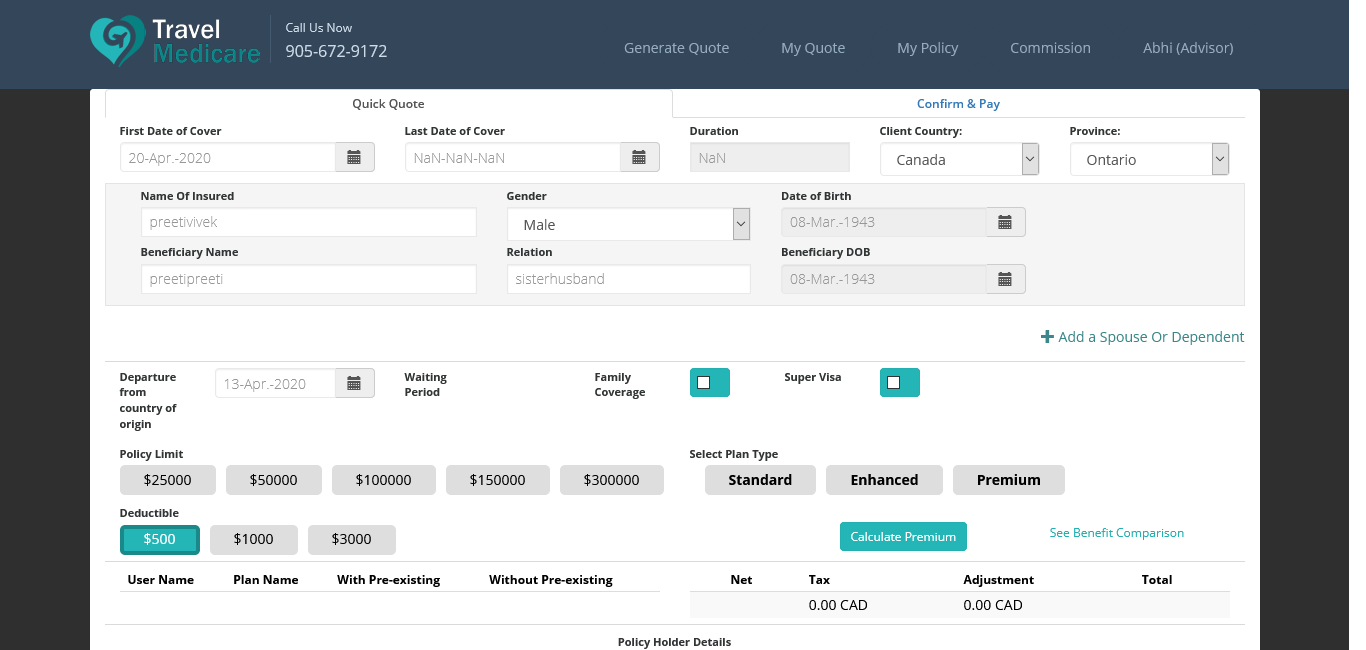 Travel
Medicare
Call Us Now
905-672-9172
Generate Quote My Quote My Policy Commission Abhi (Advisor)
Quick Quote Confirm & Pay
First Date of Cover Last Date of Cover Duration Client Country: Province:
20-Apr.-2020 NaN-NaN-NaN NaN Canada Ontario
Name Of Insured Gender Date of Birth
preetivivek Male 08-Mar.-1943
Beneficiary Name Relation Beneficiary DOB
preetipreeti sisterhusband 08-Mar.-1943
Add a Spouse Or Dependent
Departure
from
country of
origin
13-Apr.-2020
Waiting
Period
Family
Coverage
Super Visa
Policy Limit Select Plan Type
$25000 $50000 $100000 $150000 $300000 Standard Enhanced Premium
Deductible
$500 $1000 $3000 Calculate Premium See Benefit Comparison
User Name Plan Name With Pre-existing Without Pre-existing Net Tax Adjustment Total
0.00 CAD 0.00 CAD
Policy Holder Details